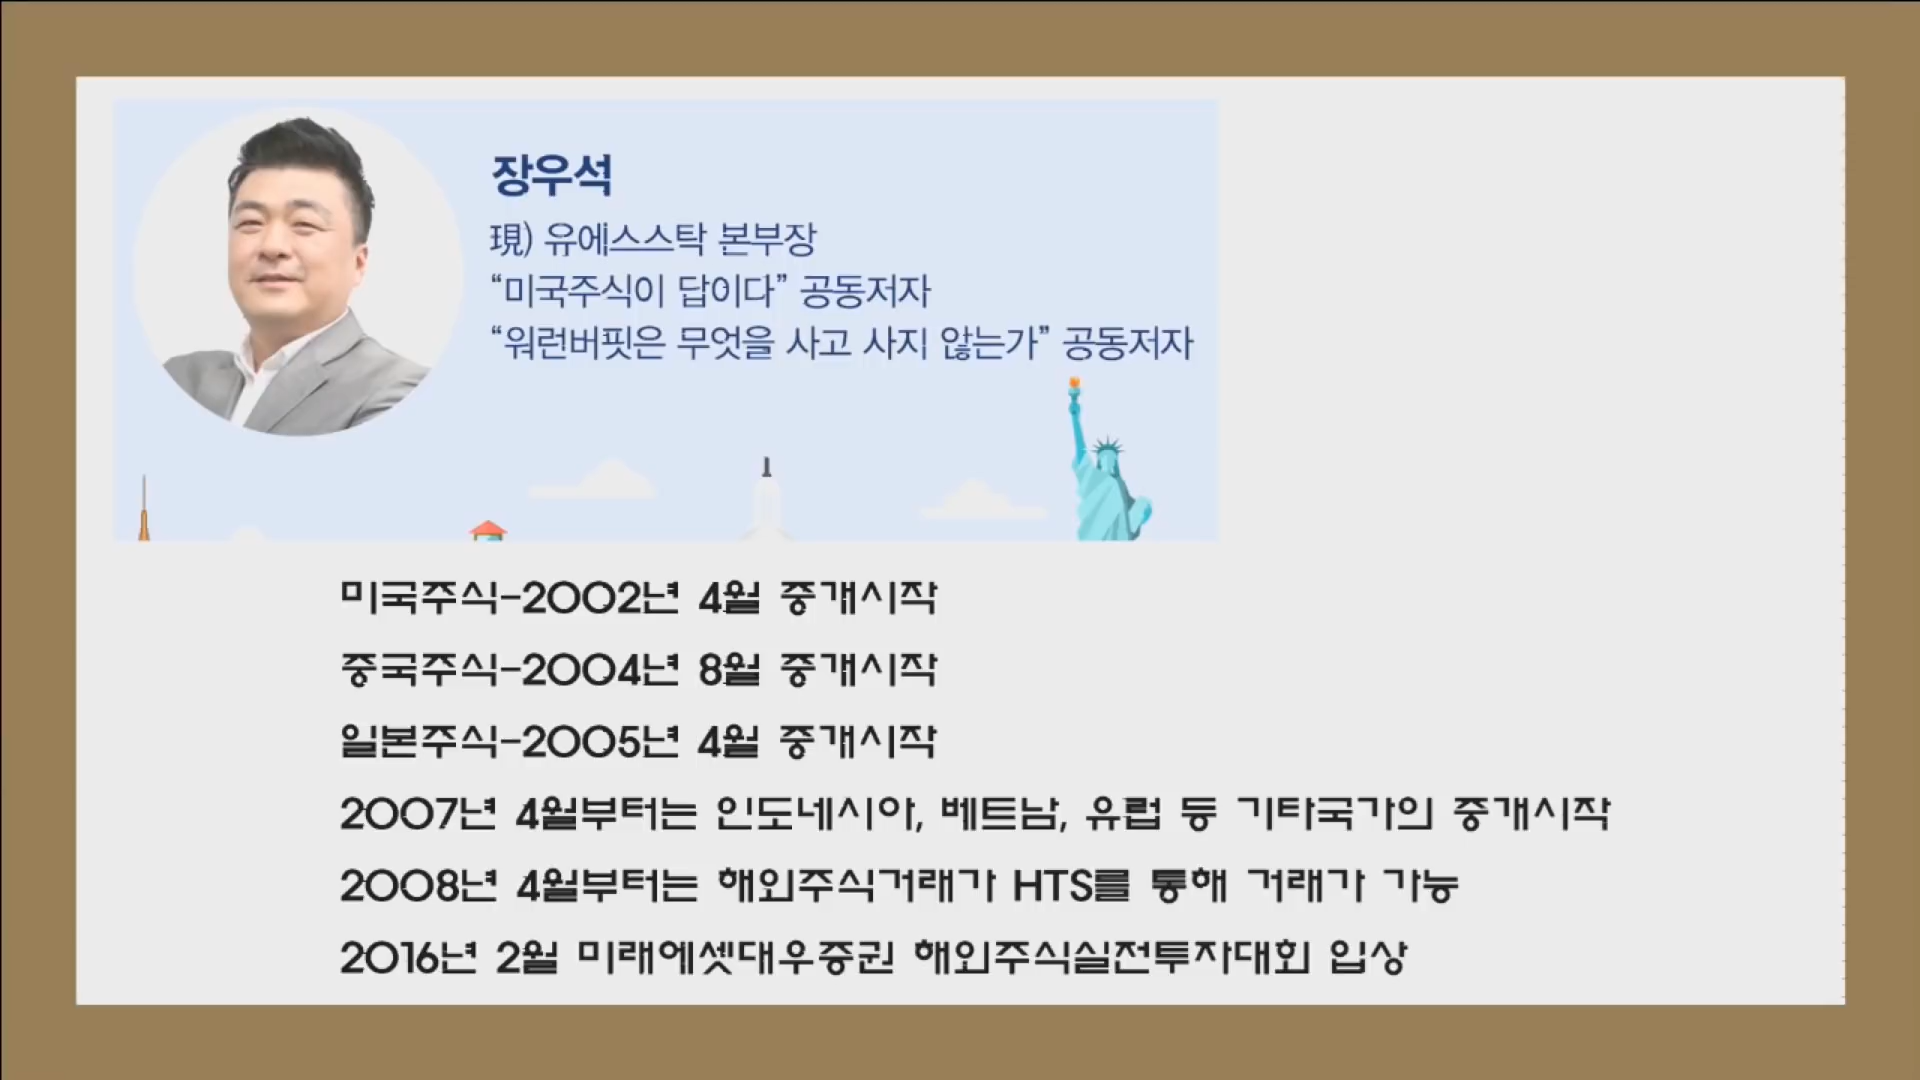 장우석
現) 유에스스탁 본부장
“미국주식이 답이다” 공동저자
“워런버핏은 무엇을 사고 사지 않는가” 공동저자
미국주식-2002년 4월 중개시작
중국주식-2004년 8월 중개시작
일본주식-2005년 4월 중개시작
2007년 4월부터는 인도네시아, 베트남, 유럽 등 기타국가의 중개시작
2008년 4월부터는 해외주식거래가 HTS를 통해 거래가 가능
2016년 2월 미래에셋대우증권 해외주식실전투자대회 입상